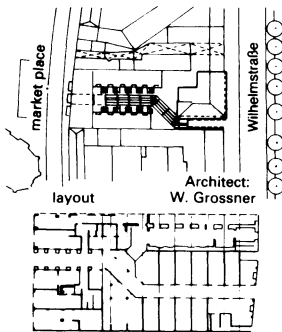 market place
Wilhelmstraße
layout
Architect:
W. Grossner